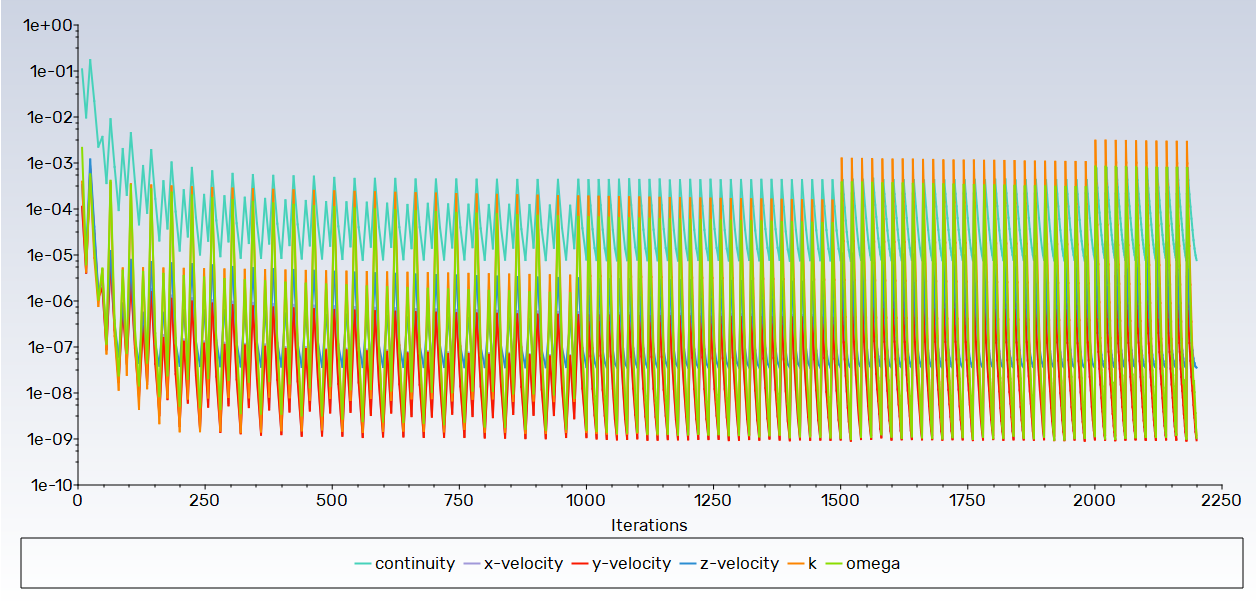 1e+00
1e-01
1e-02
1e-03
1e-04
1e-05
1e-06
1e-07
1e-08
1e-09
1e-10
0 250 500 750 1000 1250 1500 1750 2000 2250
Iterations
continuity x-velocity y-velocity z-velocity k omega